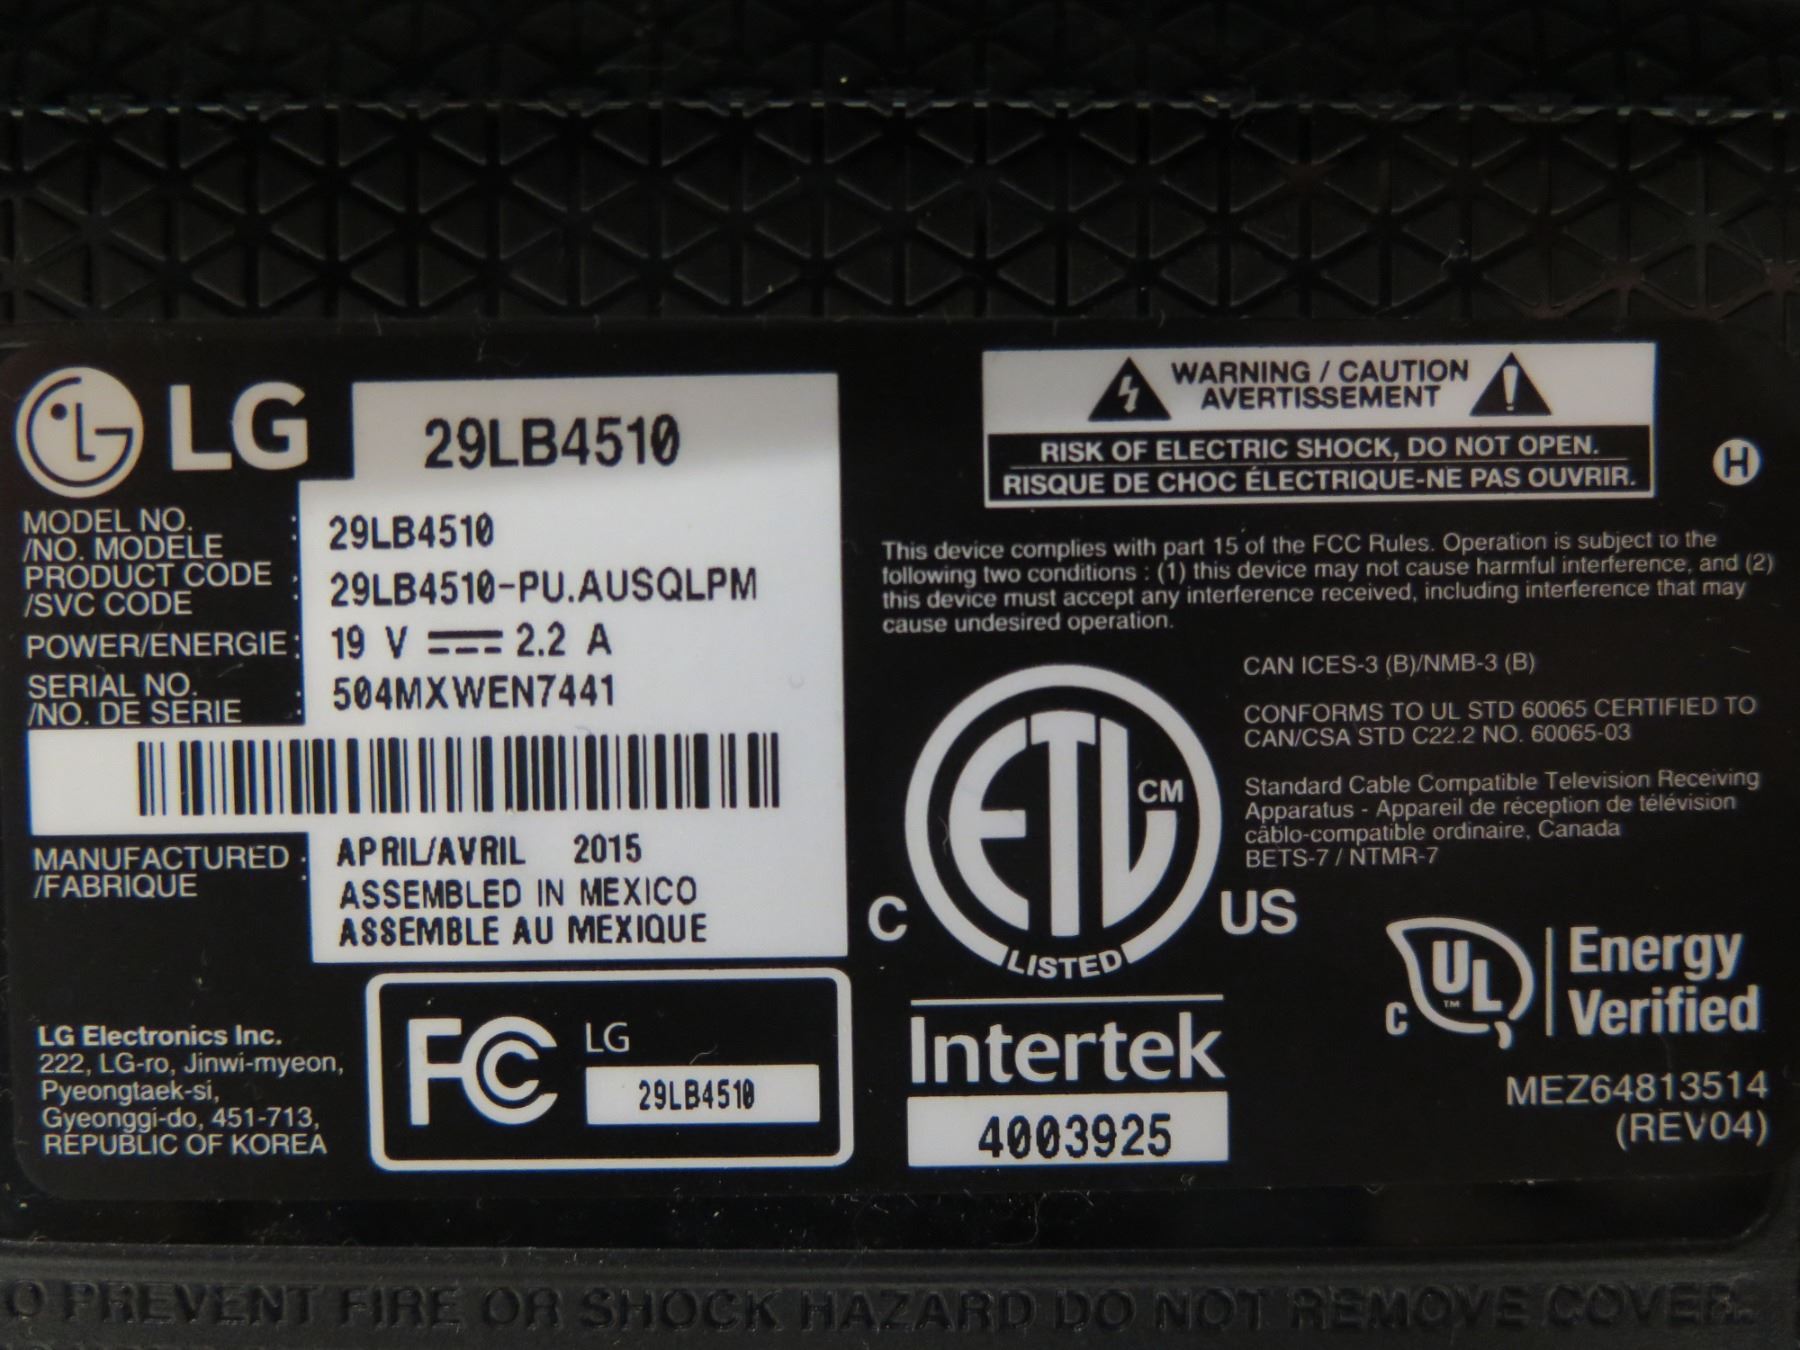 LG
29LB4510
MODEL NO.
/NO. MODÈLE
: 29LB4510
PRODUCT CODE
/SVC CODE
: 29LB4510-PU.AUSQLPM
POWER/ÉNERGIE : 19 V 2.2 A
SERIAL NO.
/NO. DE SÉRIE
: 504MXWEN7441
MANUFACTURED
/FABRIQUÉ
: APRIL/AVRIL 2015
ASSEMBLED IN MEXICO
ASSEMBLE AU MEXIQUE
LG Electronics Inc.
222, LG-ro, Jinwi-myeon,
Pyeongtaek-si,
Gyeonggi-do, 451-713,
REPUBLIC OF KOREA
FC LG
29LB4510
WARNING / CAUTION
AVERTISSEMENT
RISK OF ELECTRIC SHOCK, DO NOT OPEN.
RISQUE DE CHOC ÉLECTRIQUE-NE PAS OUVRIR.
H
This device complies with part 15 of the FCC Rules. Operation is subject to the
following two conditions : (1) this device may not cause harmful interference, and (2)
this device must accept any interference received, including interference that may
cause undesired operation.
CAN ICES-3 (B)/NMB-3 (B)
CONFORMS TO UL STD 60065 CERTIFIED TO
CAN/CSA STD C22.2 NO. 60065-03
Standard Cable Compatible Television Receiving
Apparatus - Appareil de réception de télévision
câblo-compatible ordinaire, Canada
BETS-7 / NTMR-7
ETL CM
C US
LISTED
Intertek
4003925
C UL TM
Energy
Verified
MEZ64813514
(REV04)
O PREVENT FIRE OR SHOCK HAZARD DO NOT REMOVE COVER.